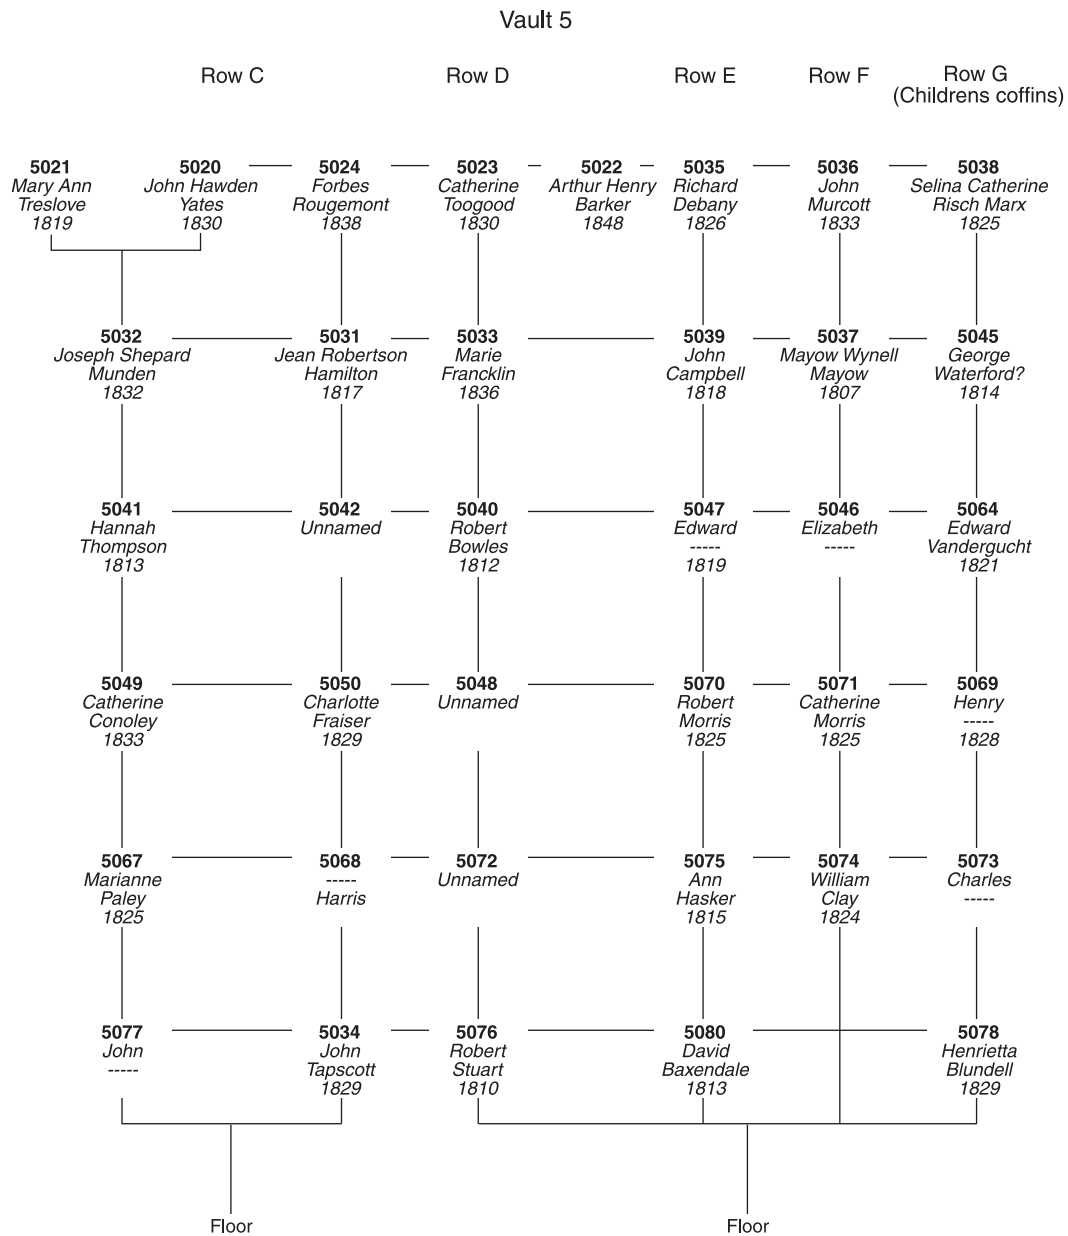 Vault 5
Row C
Row D
Row E
Row F
Row G
(Childrens coffins)
5021
Mary Ann
Treslove
1819
5020
John Hawden
Yates
1830
5024
Forbes
Rougemont
1838
5023
Catherine
Toogood
1830
5022
Arthur Henry
Barker
1848
5035
Richard
Debany
1826
5036
John
Murcott
1833
5038
Selina Catherine
Risch Marx
1825
5032
Joseph Shepard
Munden
1832
5031
Jean Robertson
Hamilton
1817
5033
Marie
Francklin
1836
5039
John
Campbell
1818
5037
Mayow Wynell
Mayow
1807
5045
George
Waterford?
1814
5041
Hannah
Thompson
1813
5042
Unnamed
5040
Robert
Bowles
1812
5047
Edward
-----
1819
5046
Elizabeth
-----
5064
Edward
Vandergucht
1821
5049
Catherine
Conoley
1833
5050
Charlotte
Fraiser
1829
5048
Unnamed
5070
Robert
Morris
1825
5071
Catherine
Morris
1825
5069
Henry
-----
1828
5067
Marianne
Paley
1825
5068
-----
Harris
5072
Unnamed
5075
Ann
Hasker
1815
5074
William
Clay
1824
5073
Charles
-----
5077
John
-----
5034
John
Tapscott
1829
5076
Robert
Stuart
1810
5080
David
Baxendale
1813
5078
Henrietta
Blundell
1829
Floor
Floor